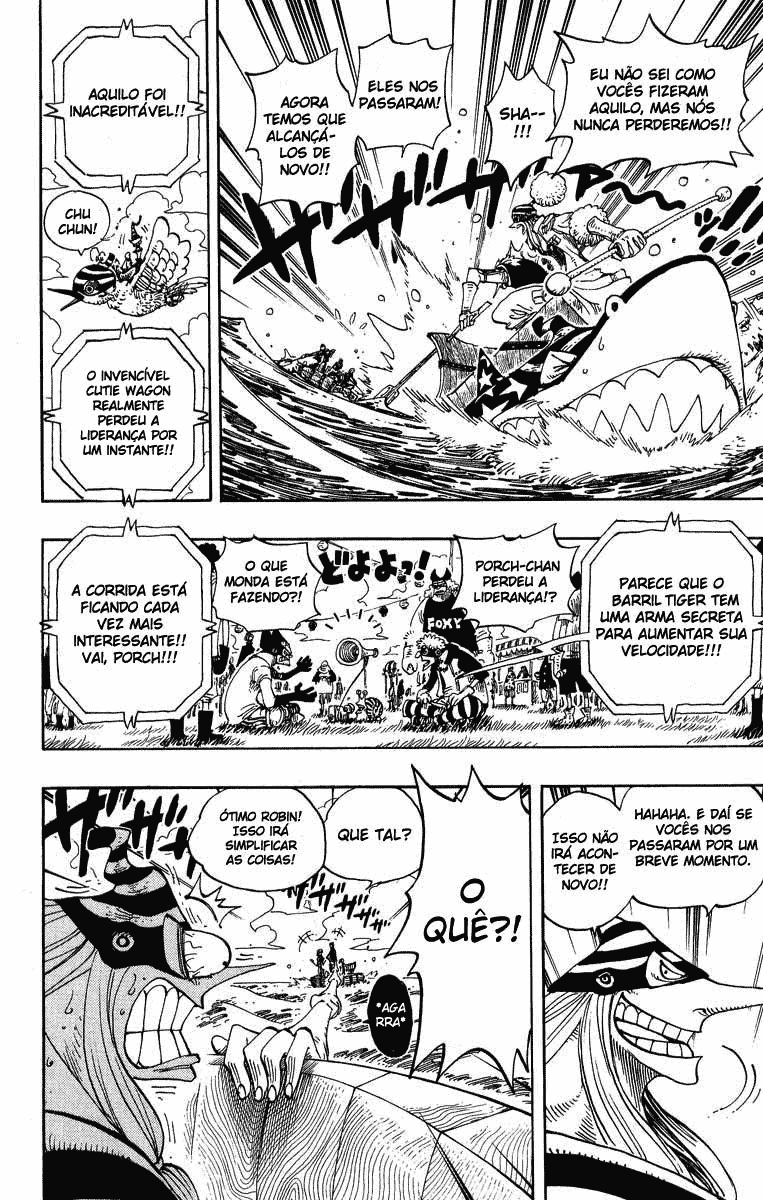 EU NÃO SEI COMO
VOCÊS FIZERAM
AQUILO, MAS NÓS
NUNCA PERDEREMOS!!
SHA--
!!!
ELES NOS
PASSARAM!
AGORA
TEMOS QUE
ALCANÇÁ-
LOS DE
NOVO!!
AQUILO FOI
INACREDITÁVEL!!
CHU
CHUN!
O INVENCÍVEL
CUTIE WAGON
REALMENTE
PERDEU A
LIDERANÇA POR
UM INSTANTE!!
PARECE QUE O
BARRIL TIGER TEM
UMA ARMA SECRETA
PARA AUMENTAR SUA
VELOCIDADE!!!
PORCH-CHAN
PERDEU A
LIDERANÇA!?
FOXY
どよよっ!
O QUE
MONDA ESTÁ
FAZENDO?!
A CORRIDA ESTÁ
FICANDO CADA
VEZ MAIS
INTERESSANTE!!
VAI, PORCH!!!
HAHAHA. E DAÍ SE
VOCÊS NOS
PASSARAM POR UM
BREVE MOMENTO.
ISSO NÃO
IRÁ ACON-
TECER DE
NOVO!!
O
QUÊ?!
QUE TAL?
ÓTIMO ROBIN!
ISSO IRÁ
SIMPLIFICAR
AS COISAS!
*AGA
RRA*